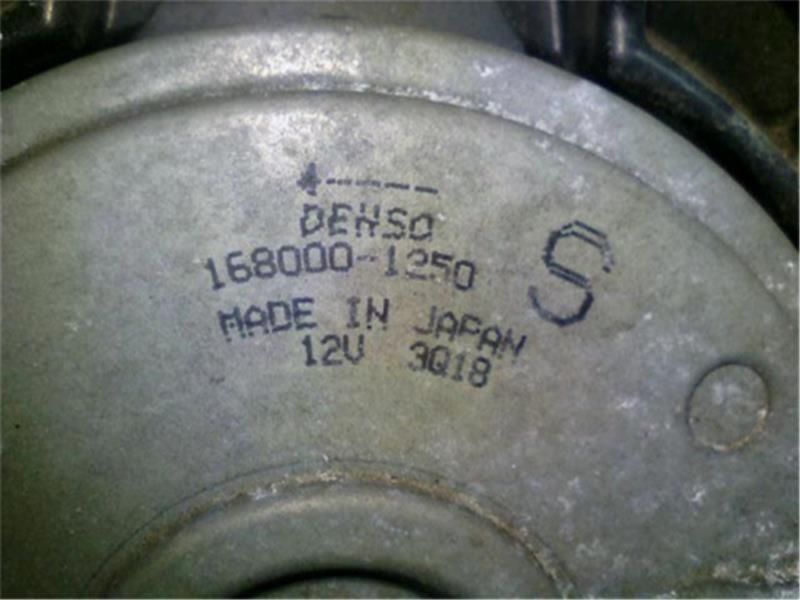 DENSO
168000-1250
S
MADE IN JAPAN
12V 3Q18